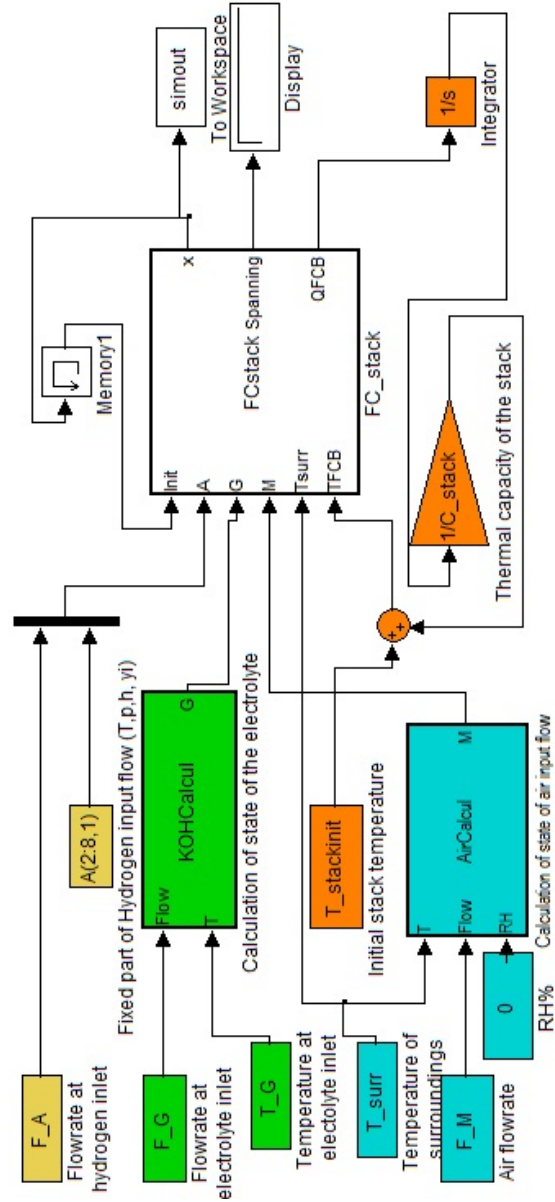 F_A
Flowrate at
hydrogen inlet
A(2:8,1)
Fixed part of Hydrogen input flow (T,p,h, yi)
F_G
Flowrate at
electrolyte inlet
T_G
Temperature at
electolyte inlet
Flow
T
KOHCalcul
G
Calculation of state of the electrolyte
T_surr
Temperature of
surroundings
F_M
Air flowrate
0
RH%
T_stackinit
Initial stack temperature
T
Flow
RH
AirCalcul
M
Calculation of state of air input flow
Memory1
Init
A
G
M
Tsurr
TFCB
FCstack Spanning
x
QFCB
FC_stack
simout
To Workspace
Display
1/s
Integrator
1/C_stack
Thermal capacity of the stack
+
+